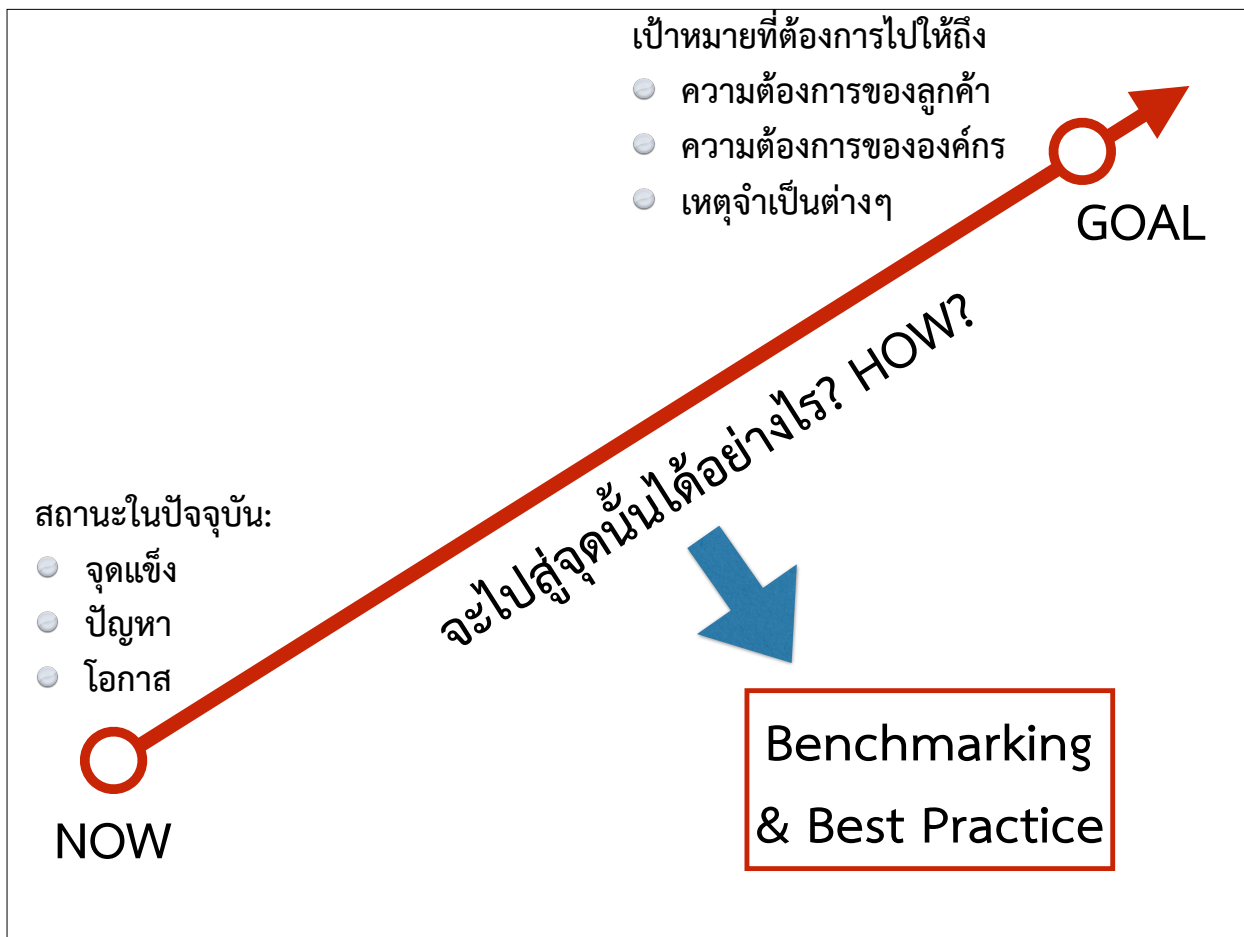 เป้าหมายที่ต้องการไปให้ถึง
ความต้องการของลูกค้า
ความต้องการขององค์กร
เหตุจำเป็นต่างๆ
GOAL
จะไปสู่จุดนั้นได้อย่างไร? HOW?
สถานะในปัจจุบัน:
จุดแข็ง
ปัญหา
โอกาส
NOW
Benchmarking
& Best Practice